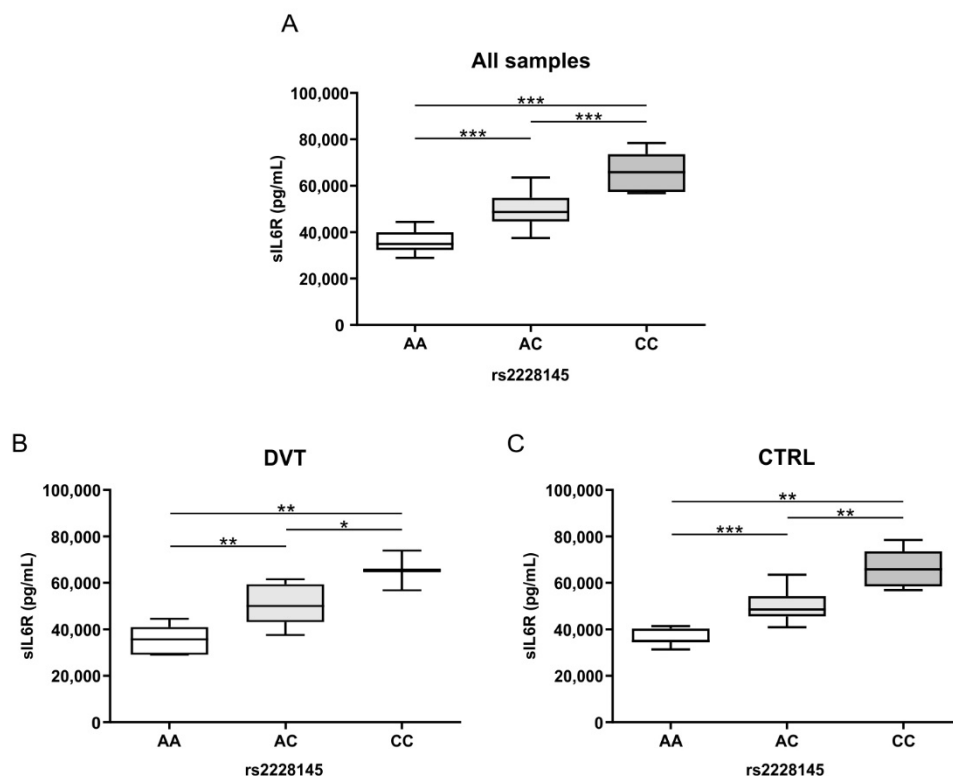 A
All samples
100,000
80,000
60,000
40,000
20,000
0
sIL6R (pg/mL)
***
***
***
AA AC CC
rs2228145
B
DVT
100,000
80,000
60,000
40,000
20,000
0
sIL6R (pg/mL)
**
**
*
AA AC CC
rs2228145
C
CTRL
100,000
80,000
60,000
40,000
20,000
0
sIL6R (pg/mL)
**
***
**
AA AC CC
rs2228145